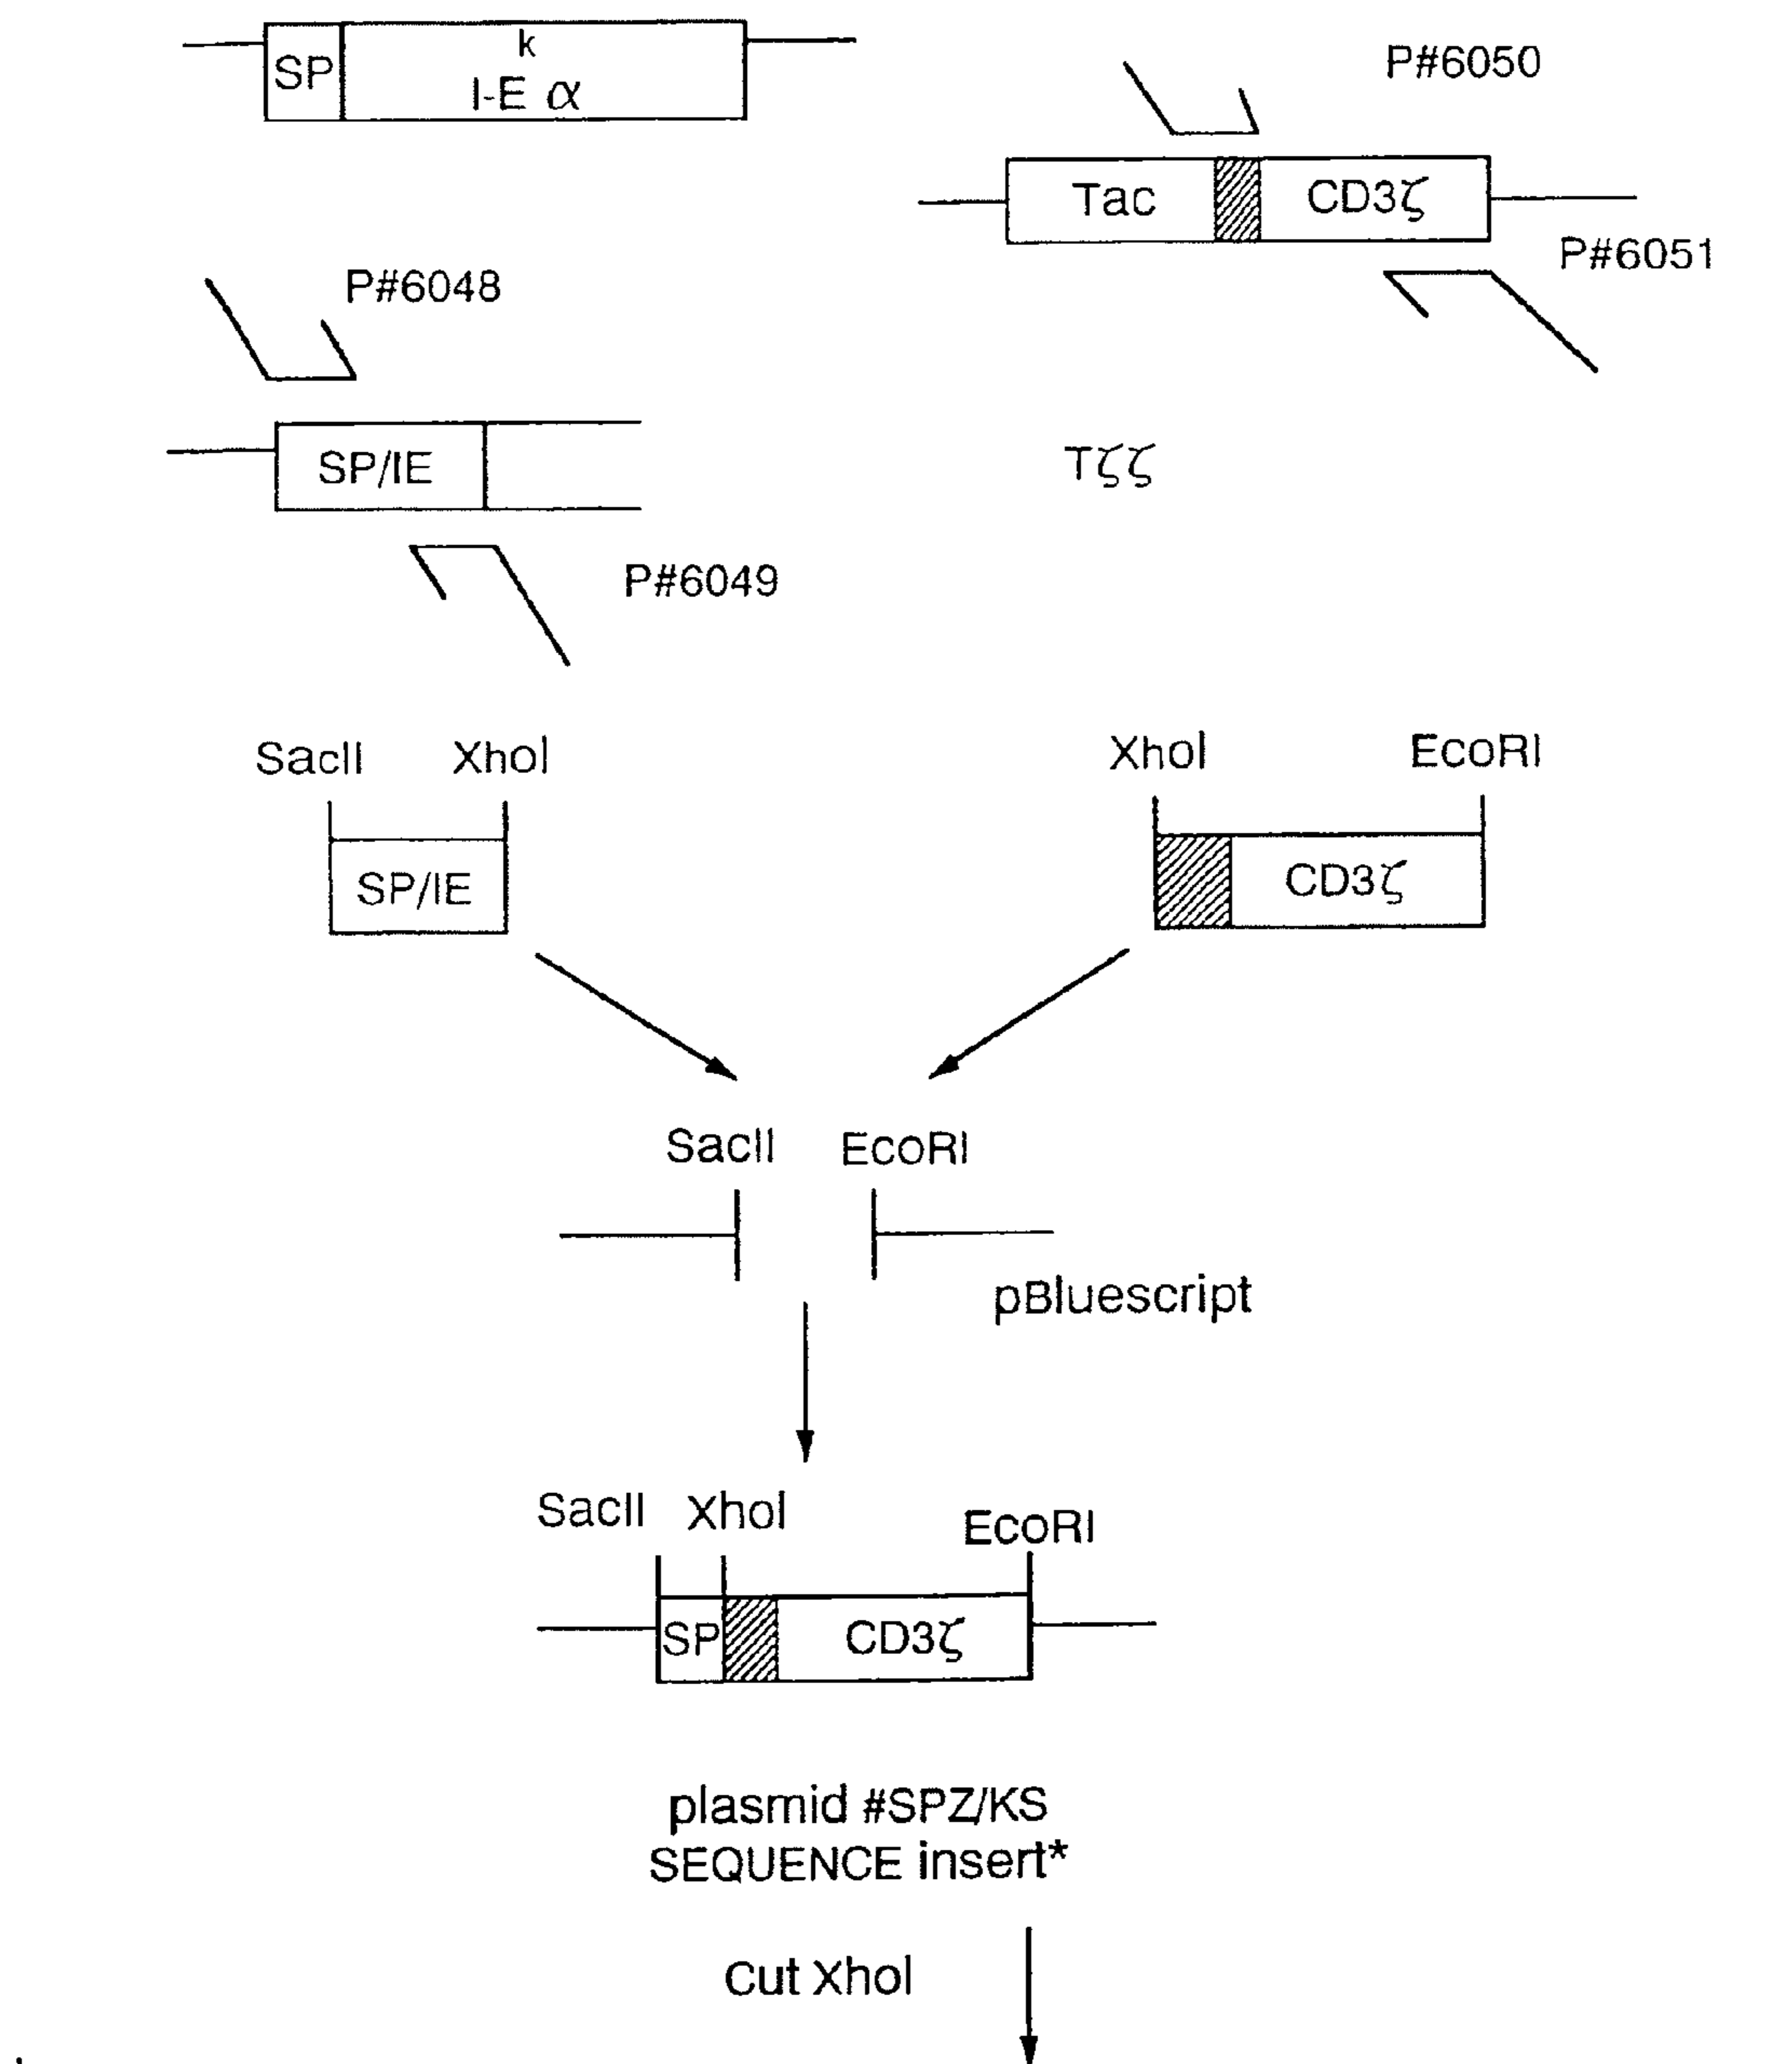 SP
k
I-E α
P#6050
Tac
CD3ζ
P#6051
P#6048
SP/IE
Tζζ
P#6049
SacII XhoI
SP/IE
XhoI EcoRI
CD3ζ
SacII EcoRI
pBluescript
SacII XhoI EcoRI
SP
CD3ζ
plasmid #SPZ/KS
SEQUENCE insert*
cut XhoI